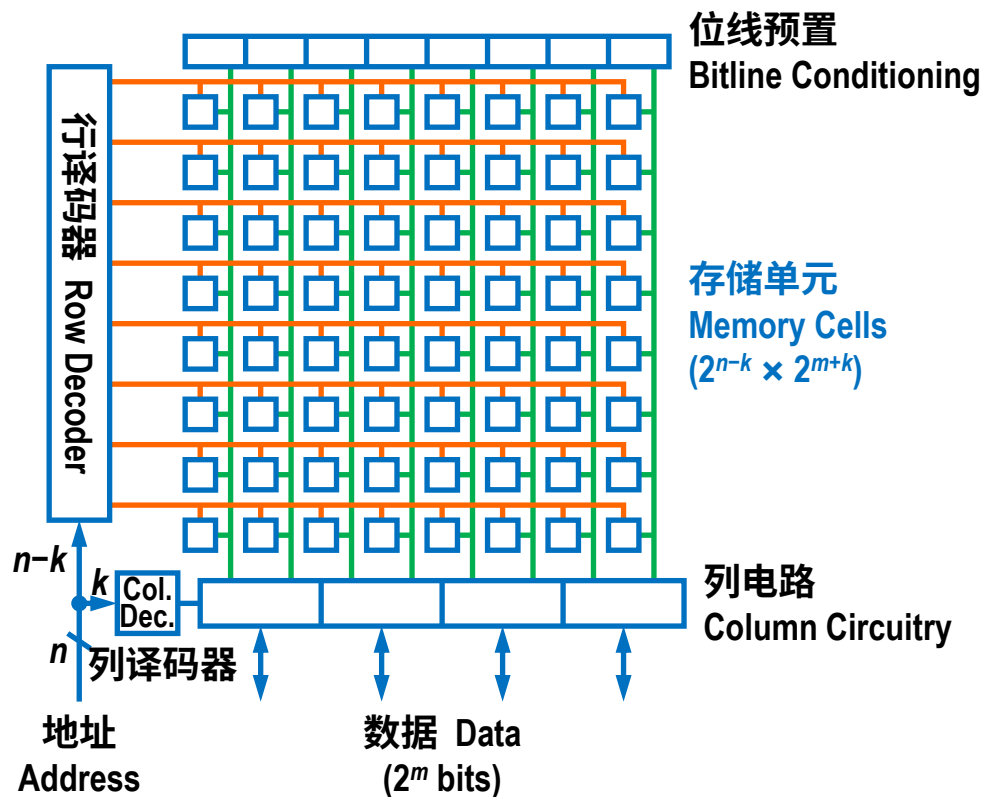 位线预置
Bitline Conditioning
行译码器 Row Decoder
存储单元
Memory Cells
(2ⁿ⁻ᵏ × 2ᵐ⁺ᵏ)
n−k
k
Col.
Dec.
n
列译码器
列电路
Column Circuitry
地址
Address
数据 Data
(2ᵐ bits)